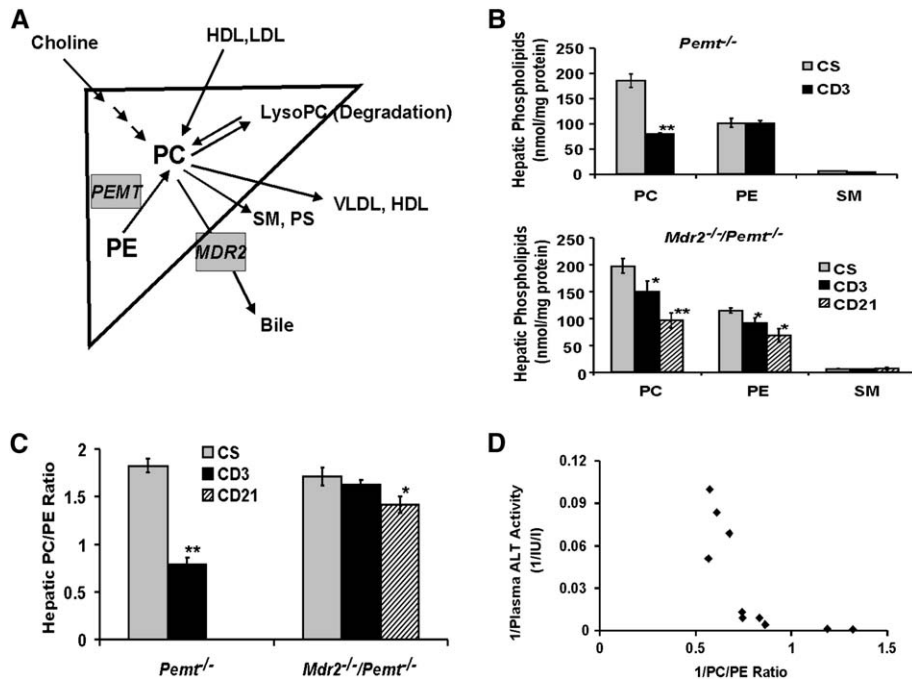 A
Choline
HDL,LDL
LysoPC (Degradation)
PC
PEMT
VLDL, HDL
SM, PS
PE
MDR2
Bile
B
Pemt-/-
Hepatic Phospholipids
(nmol/mg protein)
250
200
150
100
50
0
CS
CD3
**
PC PE SM
Mdr2-/-/Pemt-/-
Hepatic Phospholipids
(nmol/mg protein)
250
200
150
100
50
0
CS
CD3
CD21
*
**
*
*
PC PE SM
C
Hepatic PC/PE Ratio
2
1.5
1
0.5
0
CS
CD3
CD21
**
*
Pemt-/- Mdr2-/-/Pemt-/-
D
1/Plasma ALT Activity
(1/IU/l)
0.12
0.09
0.06
0.03
0
0 0.5 1 1.5
1/PC/PE Ratio